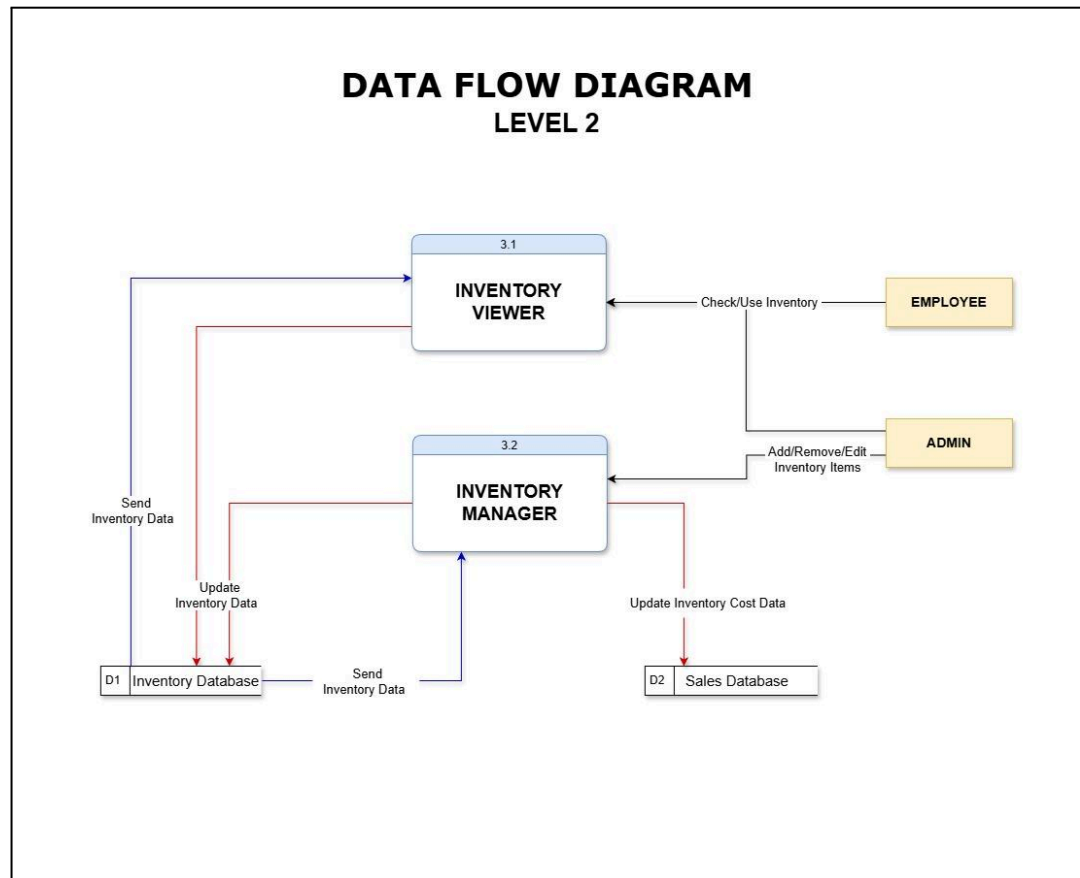 DATA FLOW DIAGRAM
LEVEL 2
3.1
INVENTORY
VIEWER
Check/Use Inventory
EMPLOYEE
ADMIN
Add/Remove/Edit
Inventory Items
3.2
INVENTORY
MANAGER
Send
Inventory Data
Update
Inventory Data
Update Inventory Cost Data
D1
Inventory Database
Send
Inventory Data
D2
Sales Database